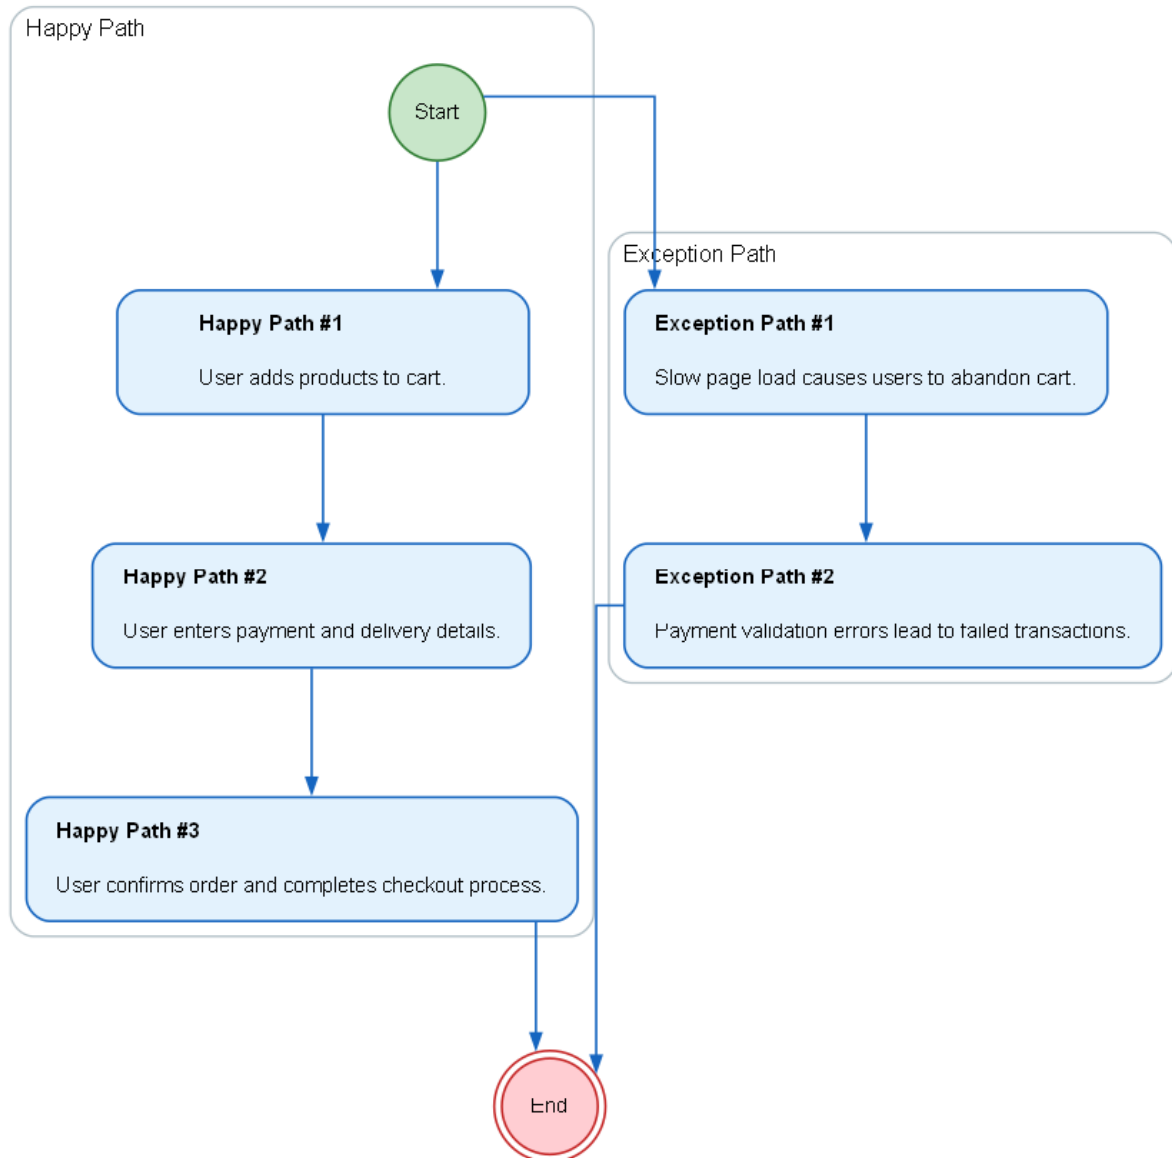 Happy Path
Start
Exception Path
Happy Path #1
User adds products to cart.
Exception Path #1
Slow page load causes users to abandon cart.
Happy Path #2
User enters payment and delivery details.
Exception Path #2
Payment validation errors lead to failed transactions.
Happy Path #3
User confirms order and completes checkout process.
End